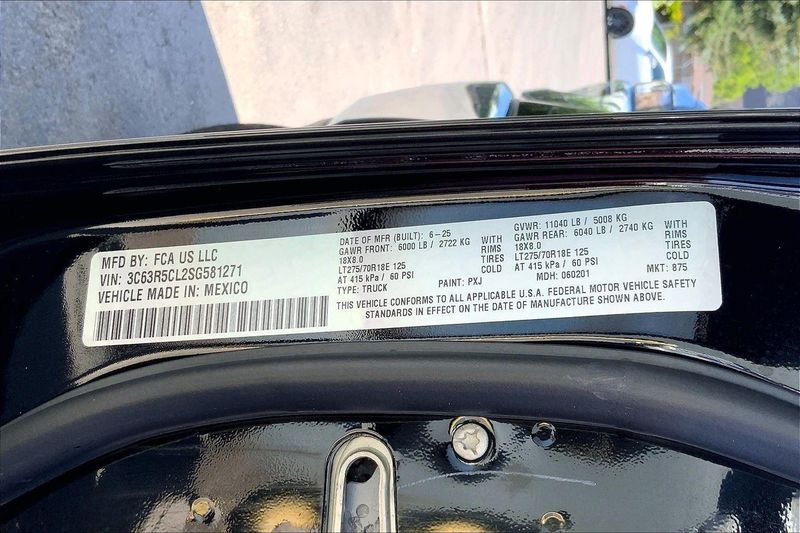 MFD BY: FCA US LLC
VIN: 3C63R5CL2SG581271
VEHICLE MADE IN: MEXICO
DATE OF MFR (BUILT): 6-25
GAWR FRONT: 6000 LB / 2722 KG WITH
18X8.0 RIMS
LT275/70R18E 125 TIRES
AT 415 kPa / 60 PSI COLD
TYPE: TRUCK PAINT: PXJ
GVWR: 11040 LB / 5008 KG
GAWR REAR: 6040 LB / 2740 KG WITH
18X8.0 RIMS
LT275/70R18E 125 TIRES
AT 415 kPa / 60 PSI COLD
MDH: 060201 MKT: 875
THIS VEHICLE CONFORMS TO ALL APPLICABLE U.S.A. FEDERAL MOTOR VEHICLE SAFETY
STANDARDS IN EFFECT ON THE DATE OF MANUFACTURE SHOWN ABOVE.